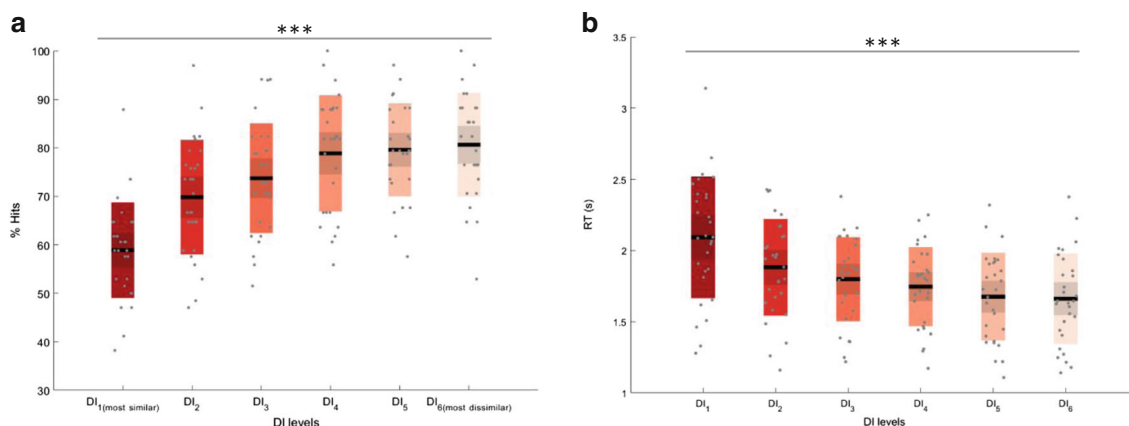 a
***
100
90
80
70
60
50
40
30
% Hits
DI1(most similar) DI2 DI3 DI4 DI5 DI6(most dissimilar)
DI levels
b
***
3.5
3
2.5
2
1.5
1
RT (s)
DI1 DI2 DI3 DI4 DI5 DI6
DI levels